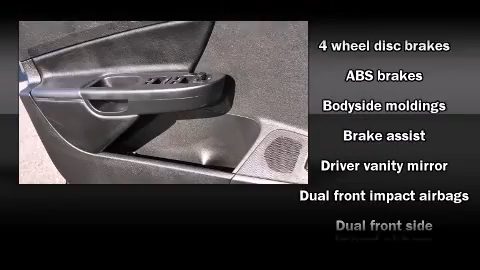 4 wheel disc brakes
ABS brakes
Bodyside moldings
Brake assist
Driver vanity mirror
Dual front impact airbags
Dual front side